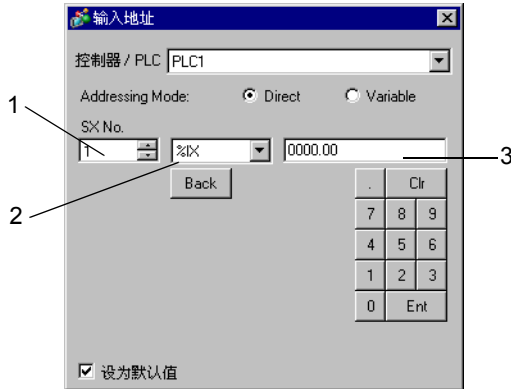 输入地址
控制器 / PLC PLC1
Addressing Mode: Direct Variable
1
SX No.
1 %IX 0000.00
3
Back . Clr
2
7 8 9
4 5 6
1 2 3
0 Ent
设为默认值